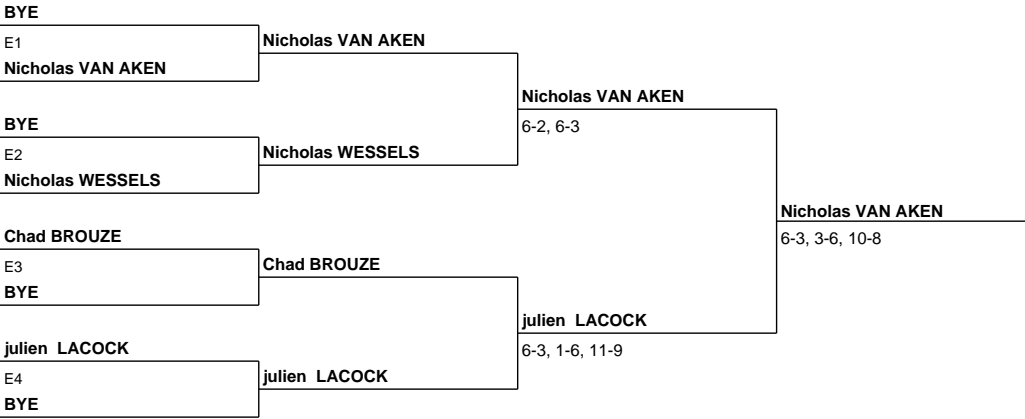 BYE
E1
Nicholas VAN AKEN
Nicholas VAN AKEN
BYE
E2
Nicholas WESSELS
Nicholas WESSELS
Nicholas VAN AKEN
6-2, 6-3
Chad BROUZE
E3
BYE
Chad BROUZE
julien  LACOCK
E4
BYE
julien  LACOCK
julien  LACOCK
6-3, 1-6, 11-9
Nicholas VAN AKEN
6-3, 3-6, 10-8